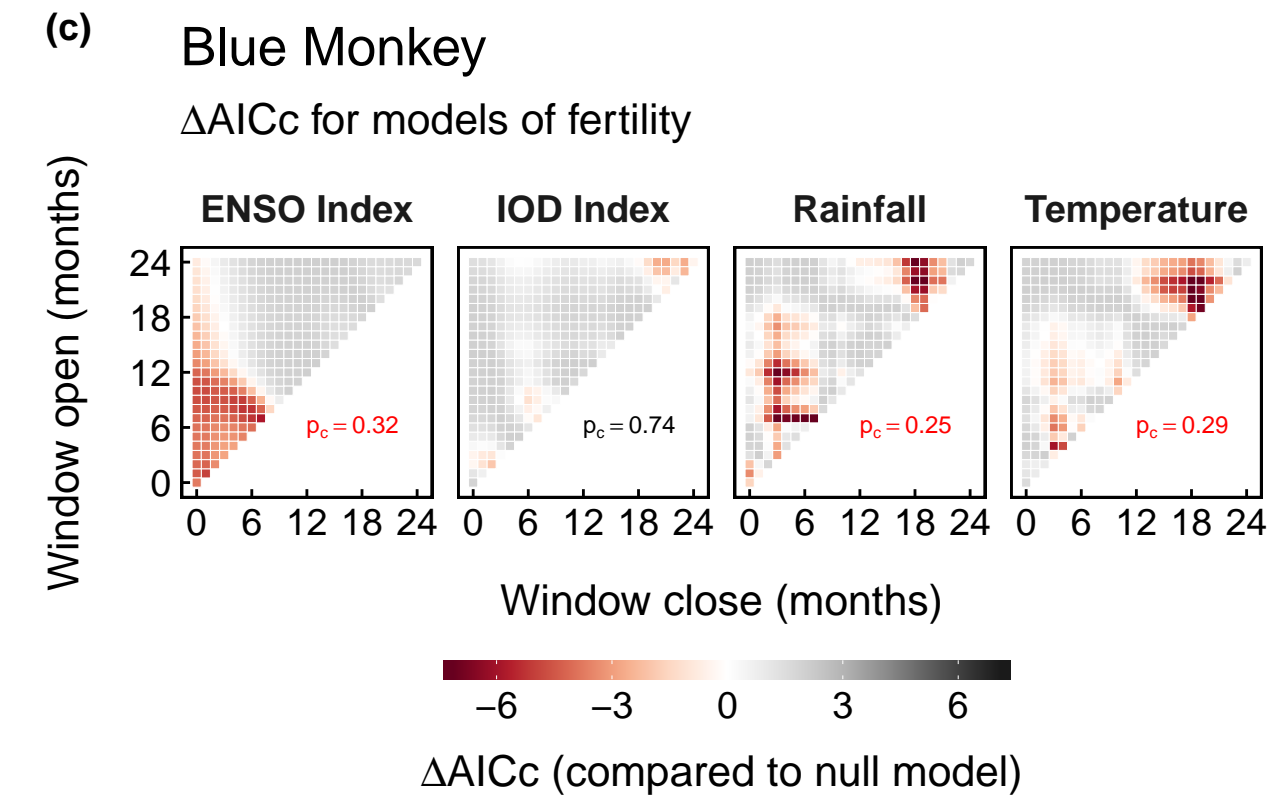 (c)
Blue Monkey
ΔAICc for models of fertility
ENSO Index IOD Index Rainfall Temperature
Window open (months)
24
18
12
6
0
p_c = 0.32 p_c = 0.74 p_c = 0.25 p_c = 0.29
0 6 12 18 24 0 6 12 18 24 0 6 12 18 24 0 6 12 18 24
Window close (months)
−6 −3 0 3 6
ΔAICc (compared to null model)